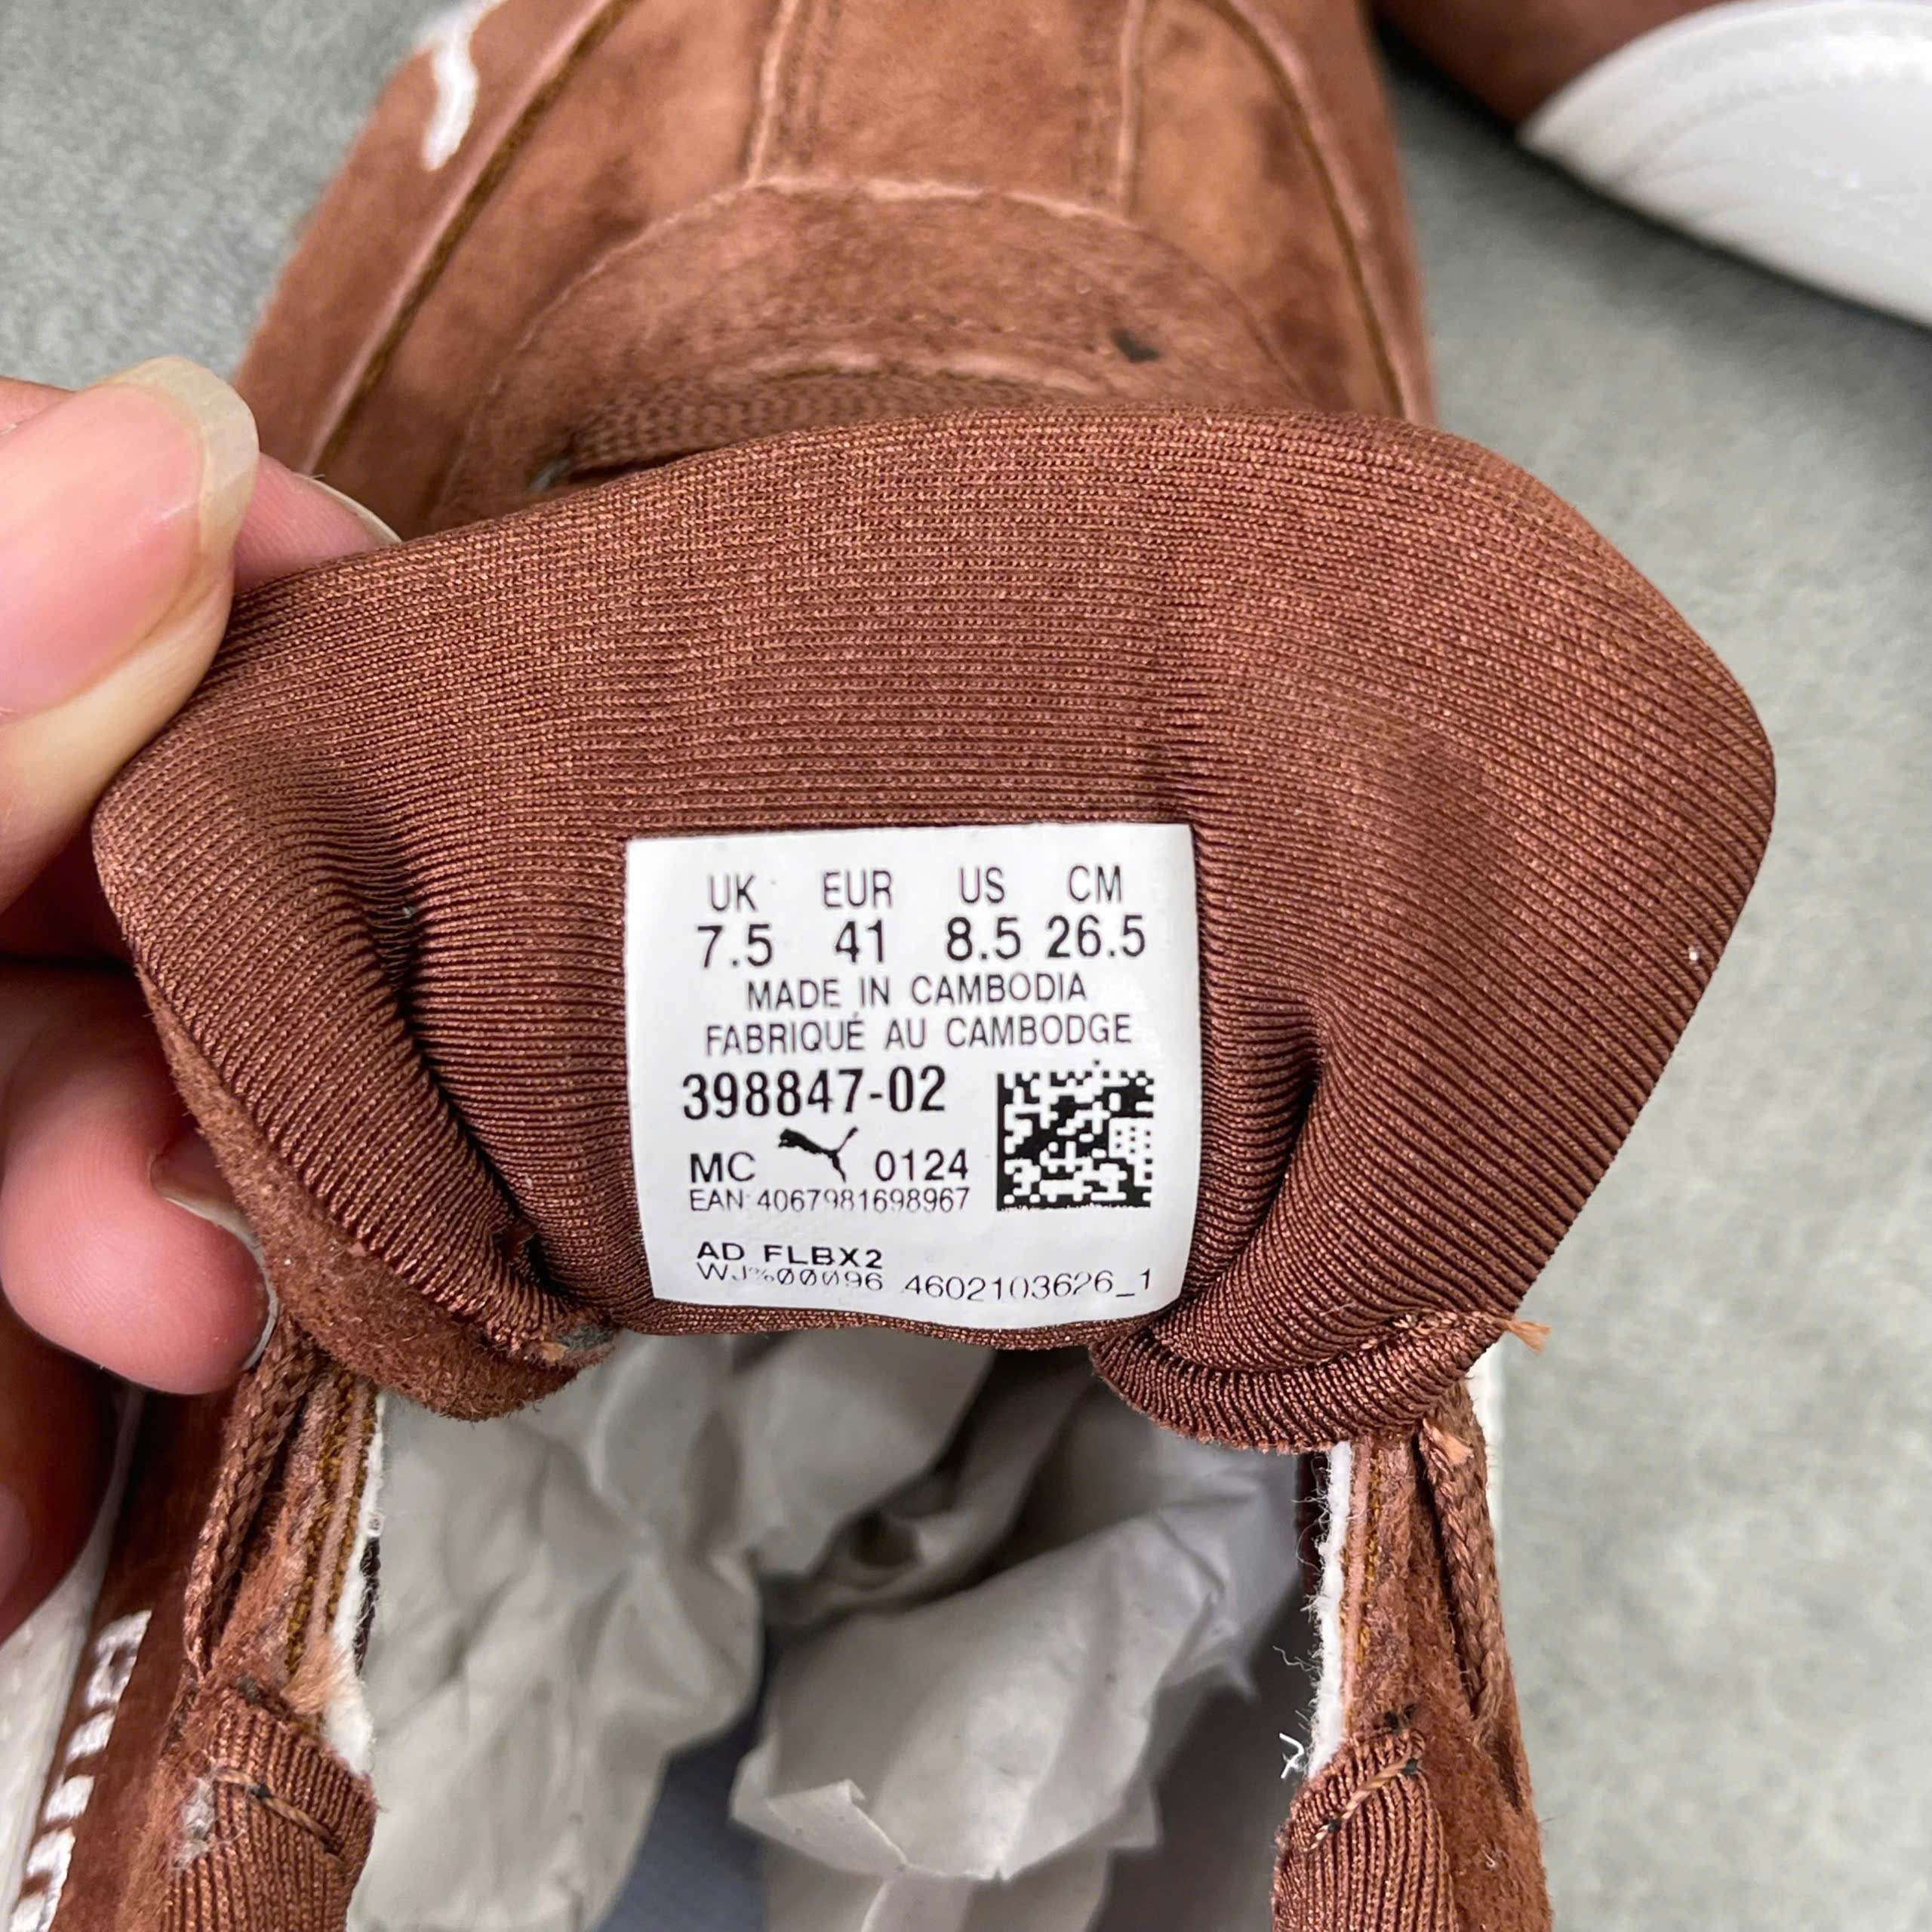 UK EUR US CM
7.5 41 8.5 26.5
MADE IN CAMBODIA
FABRIQUÉ AU CAMBODGE
398847-02
MC 0124
EAN:4067981698967
AD FLBX2
WJ%00096 4602103626_1